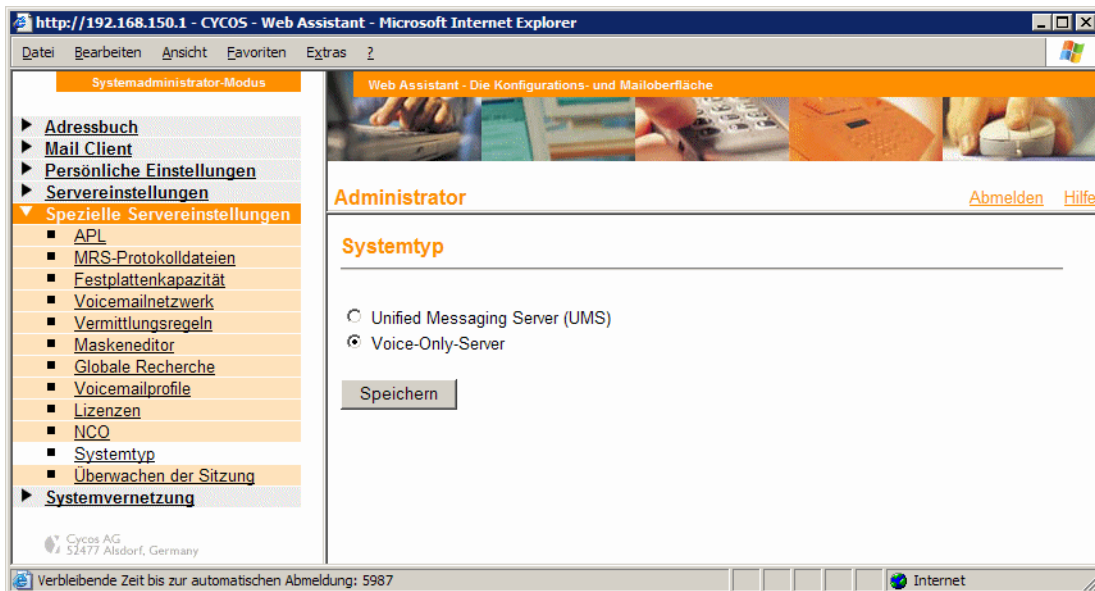 http://192.168.150.1 - CYCOS - Web Assistant - Microsoft Internet Explorer
Datei Bearbeiten Ansicht Favoriten Extras ?
Systemadministrator-Modus
Web Assistant - Die Konfigurations- und Mailoberfläche
Adressbuch
Mail Client
Persönliche Einstellungen
Servereinstellungen
Spezielle Servereinstellungen
APL
MRS-Protokolldateien
Festplattenkapazität
Voicemailnetzwerk
Vermittlungsregeln
Maskeneditor
Globale Recherche
Voicemailprofile
Lizenzen
NCO
Systemtyp
Überwachen der Sitzung
Systemvernetzung
Cycos AG
52477 Alsdorf, Germany
Administrator
Abmelden Hilfe
Systemtyp
Unified Messaging Server (UMS)
Voice-Only-Server
Speichern
Verbleibende Zeit bis zur automatischen Abmeldung: 5987
Internet